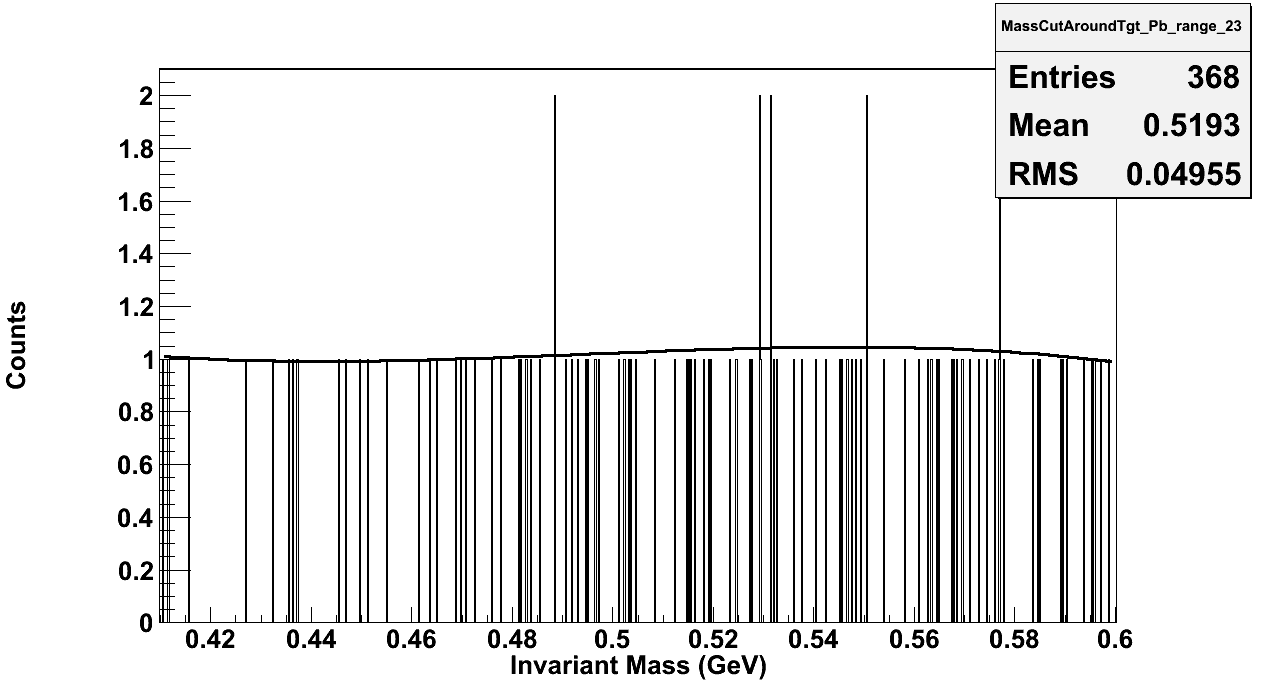 MassCutAroundTgt_Pb_range_23
Entries 368
Mean 0.5193
RMS 0.04955
2
1.8
1.6
1.4
1.2
1
0.8
0.6
0.4
0.2
0
Counts
0.42 0.44 0.46 0.48 0.5 0.52 0.54 0.56 0.58 0.6
Invariant Mass (GeV)